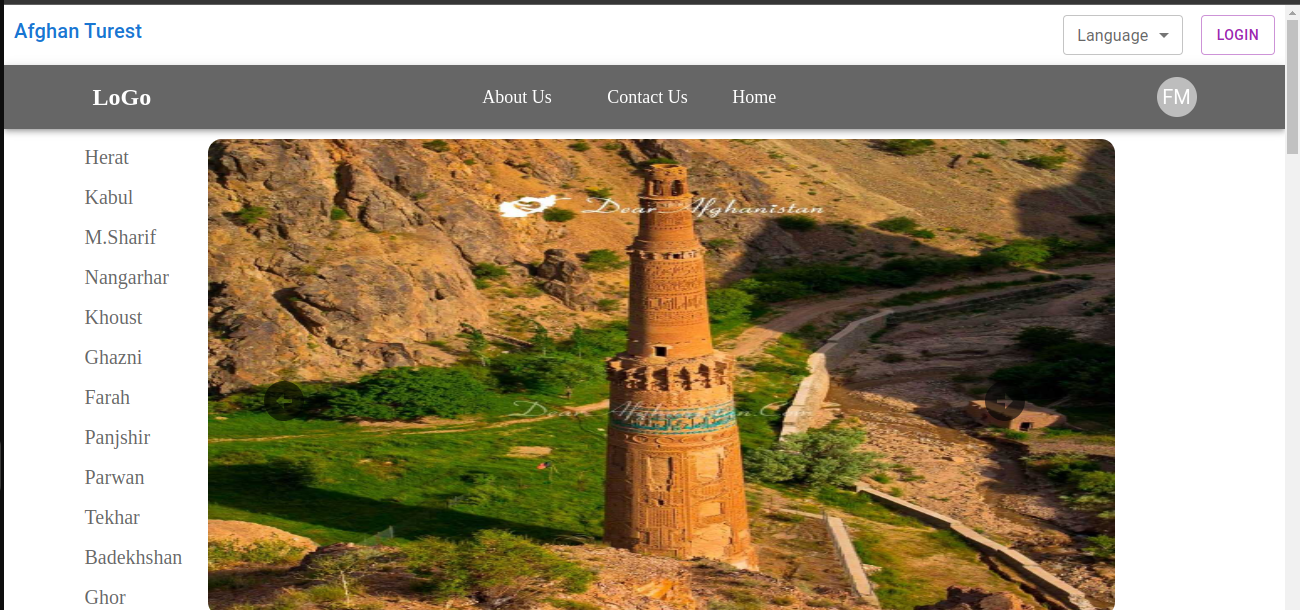 Afghan Turest
Language
LOGIN
LoGo
About Us
Contact Us
Home
FM
Herat
Kabul
M.Sharif
Nangarhar
Khoust
Ghazni
Farah
Panjshir
Parwan
Tekhar
Badekhshan
Ghor
Dear Afghanistan
Dear Afghanistan.Com